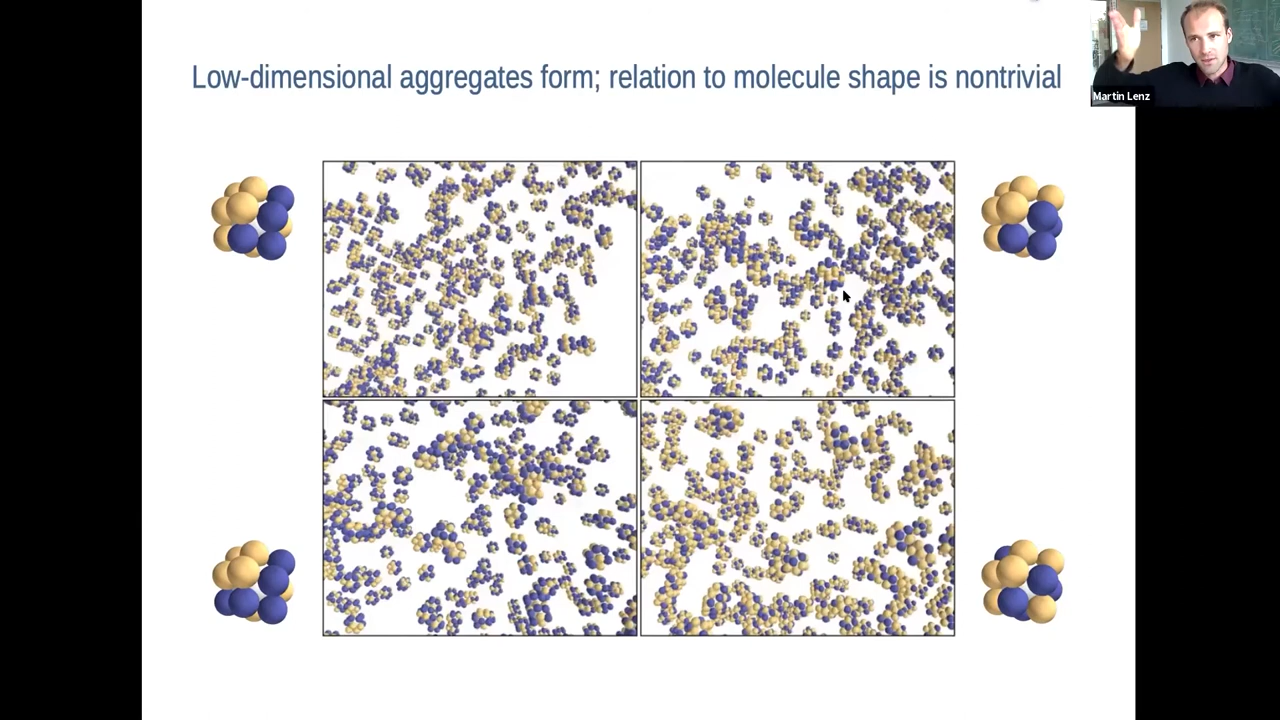 Low-dimensional aggregates form; relation to molecule shape is nontrivial
Martin Lenz